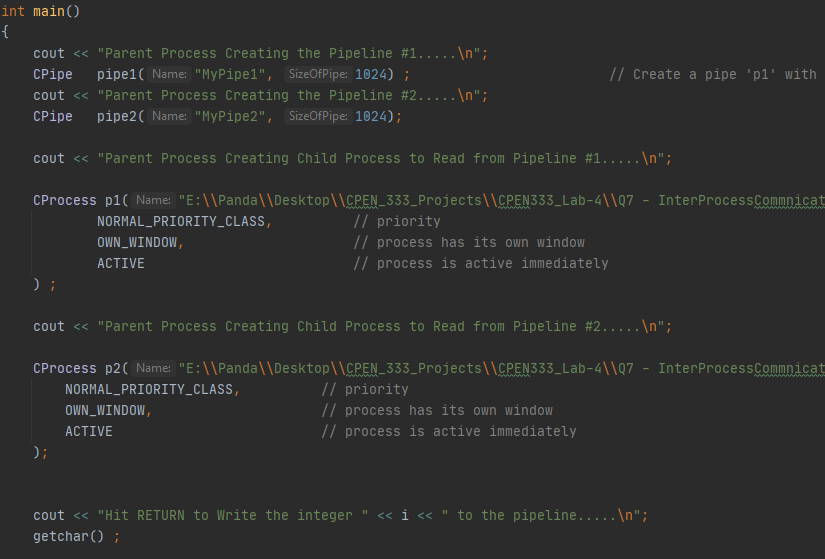 int main()
{
cout << "Parent Process Creating the Pipeline #1.....\n";
CPipe pipe1( Name: "MyPipe1", SizeOfPipe: 1024) ; // Create a pipe 'p1' with
cout << "Parent Process Creating the Pipeline #2.....\n";
CPipe pipe2( Name: "MyPipe2", SizeOfPipe: 1024);
cout << "Parent Process Creating Child Process to Read from Pipeline #1.....\n";
CProcess p1( Name: "E:\\Panda\\Desktop\\CPEN_333_Projects\\CPEN333_Lab-4\\Q7 - InterProcessCommnicat
NORMAL_PRIORITY_CLASS, // priority
OWN_WINDOW, // process has its own window
ACTIVE // process is active immediately
) ;
cout << "Parent Process Creating Child Process to Read from Pipeline #2.....\n";
CProcess p2( Name: "E:\\Panda\\Desktop\\CPEN_333_Projects\\CPEN333_Lab-4\\Q7 - InterProcessCommnicat
NORMAL_PRIORITY_CLASS, // priority
OWN_WINDOW, // process has its own window
ACTIVE // process is active immediately
);
cout << "Hit RETURN to Write the integer " << i << " to the pipeline.....\n";
getchar() ;